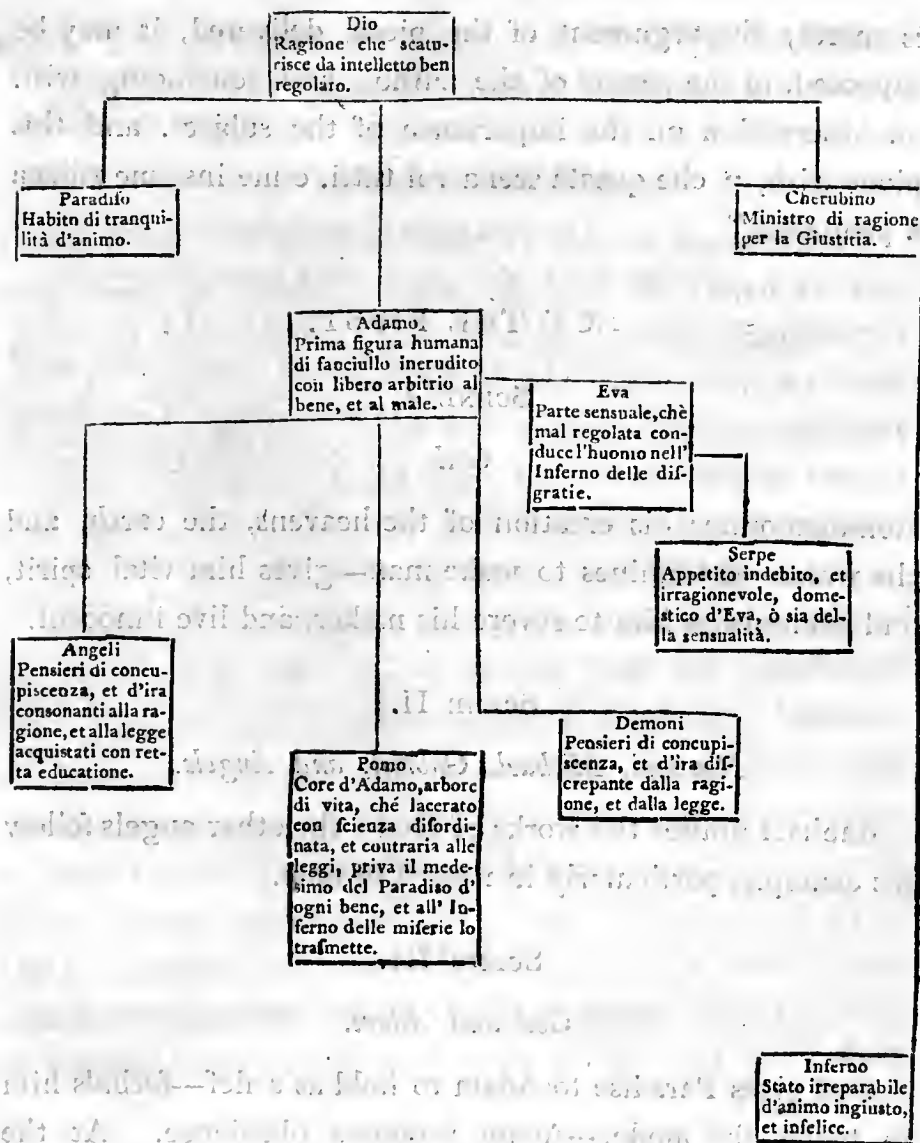 Dio
Ragione che scatu-
risce da intelletto ben
regolato.
Paradiſo
Habito di tranqui-
lità d'animo.
Cherubino
Ministro di ragione
per la Giustitia.
Adamo
Prima figura humana
di fanciullo inerudito
con libero arbitrio al
bene, et al male.
Eva
Parte sensuale, chè
mal regolata con-
duce l'huomo nell'
Inferno delle diſ-
gratie.
Serpe
Appetito indebito, et
irragionevole, dome-
stico d'Eva, ò sia del-
la sensualità.
Angeli
Pensieri di concu-
piscenza, et d'ira
consonanti alla ra-
gione, et alla legge
acquistati con ret-
ta educatione.
Demoni
Pensieri di concupi-
scenza, et d'ira diſ-
crepante dalla ragi-
one, et dalla legge.
Pomo
Core d'Adamo, arbore
di vita, ché lacerato
con ſcienza diſordi-
nata, et contraria alle
leggi, priva il mede-
simo del Paradiso d'
ogni bene, et all' In-
ferno delle miſerie lo
traſmette.
Inferno
Stato irreparabile
d'animo ingiusto,
et infelice.